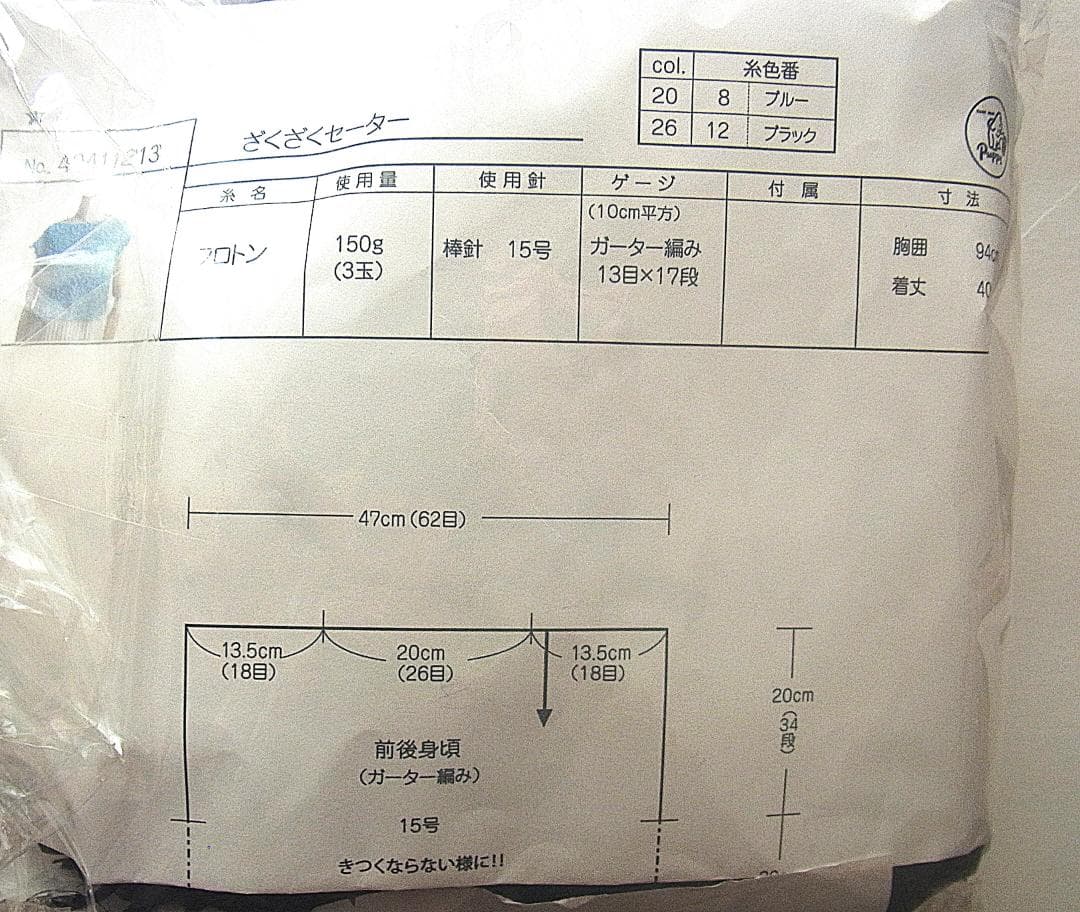 col. 糸色番
20 8 ブルー
26 12 ブラック
ざくざくセーター
糸名 使用量 使用針 ゲージ 付属 寸法
150g
(3玉)
棒針 15号
(10cm平方)
ガーター編み
13目×17段
胸囲 94cm
着丈 40
47cm(62目)
13.5cm
(18目)
20cm
(26目)
13.5cm
(18目)
20cm
(34段)
前後身頃
(ガーター編み)
15号
きつくならない様に!!